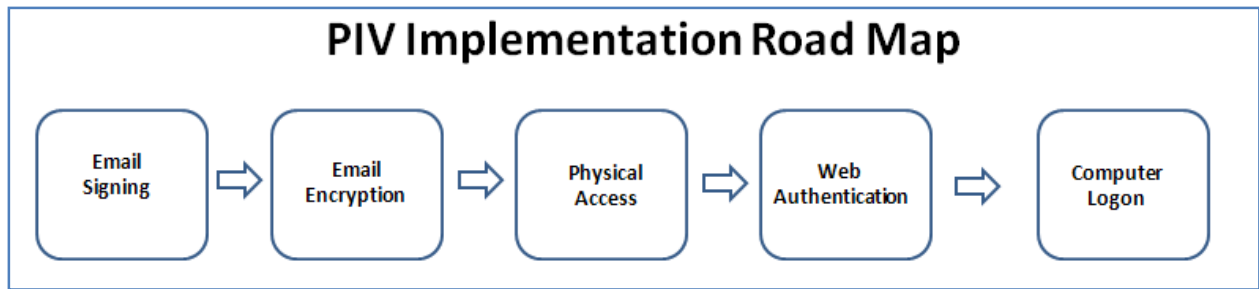 PIV Implementation Road Map
Email
Signing
Email
Encryption
Physical
Access
Web
Authentication
Computer
Logon